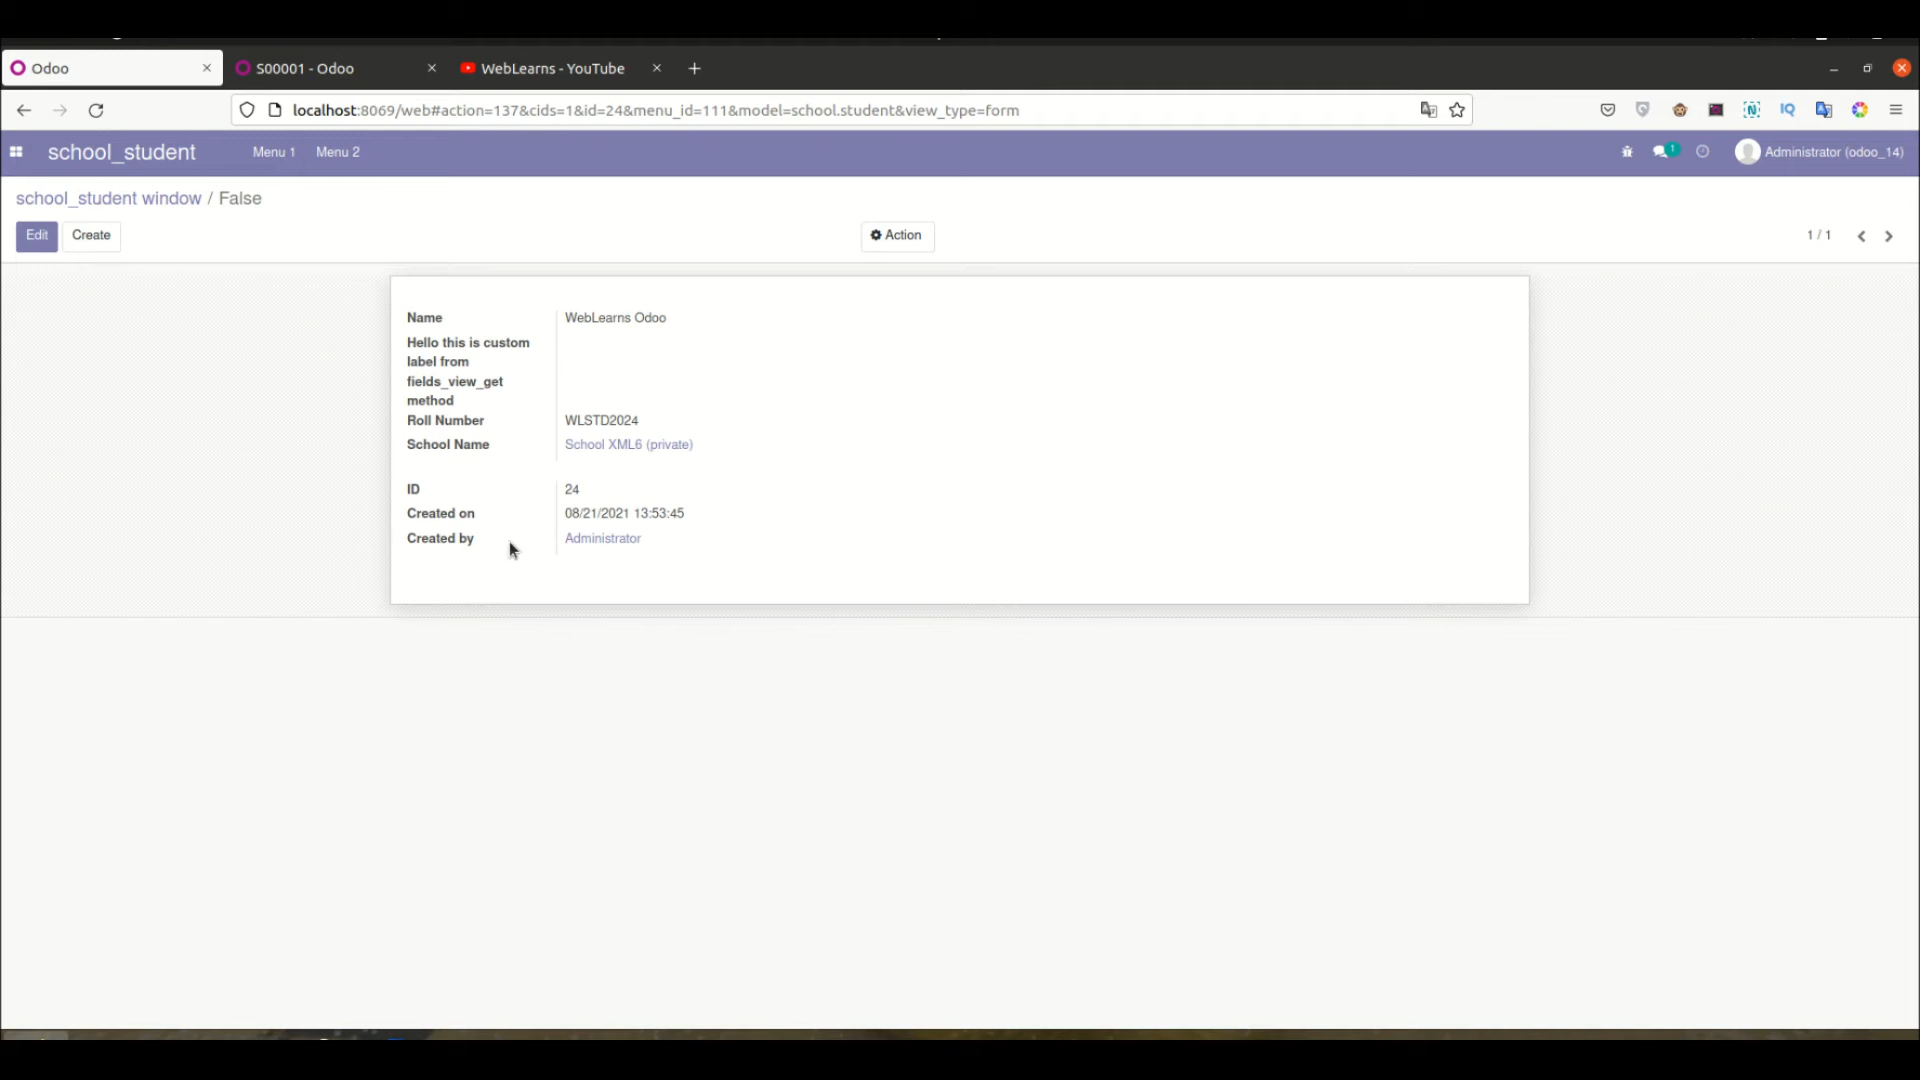 Odoo
S00001 - Odoo
WebLearns - YouTube
localhost:8069/web#action=137&cids=1&id=24&menu_id=111&model=school.student&view_type=form
IQ
school_student
Menu 1
Menu 2
1
Administrator (odoo_14)
school_student window / False
Edit
Create
Action
1 / 1
Name
WebLearns Odoo
Hello this is custom
label from
fields_view_get
method
Roll Number
WLSTD2024
School Name
School XML6 (private)
ID
24
Created on
08/21/2021 13:53:45
Created by
Administrator